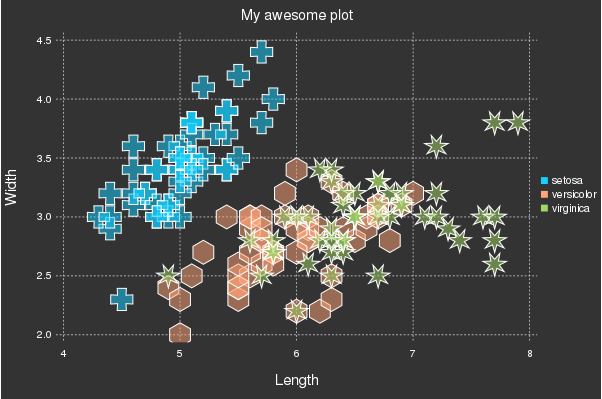 My awesome plot
4.5
4.0
3.5
3.0
2.5
2.0
Width
4 5 6 7 8
Length
setosa
versicolor
virginica